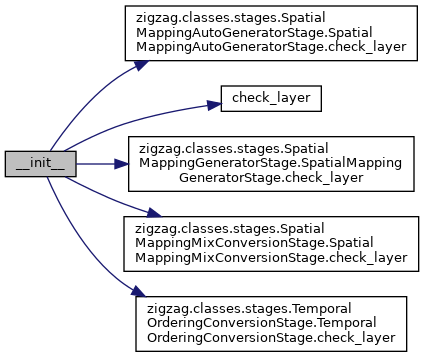 zigzag.classes.stages.Spatial
MappingAutoGeneratorStage.Spatial
MappingAutoGeneratorStage.check_layer
check_layer
__init__
zigzag.classes.stages.Spatial
MappingGeneratorStage.SpatialMapping
GeneratorStage.check_layer
zigzag.classes.stages.Spatial
MappingMixConversionStage.Spatial
MappingMixConversionStage.check_layer
zigzag.classes.stages.Temporal
OrderingConversionStage.Temporal
OrderingConversionStage.check_layer